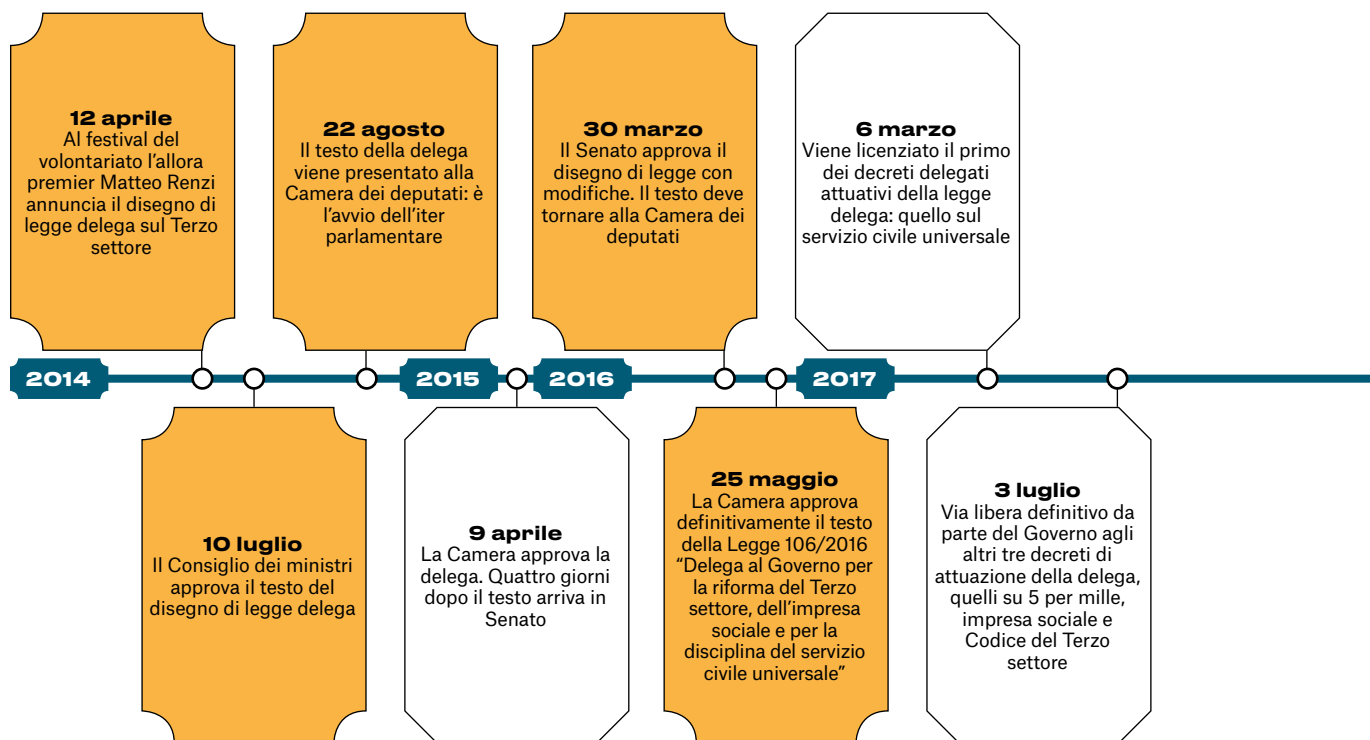 12 aprile
Al festival del
volontariato l'allora
premier Matteo Renzi
annuncia il disegno di
legge delega sul Terzo
settore
22 agosto
Il testo della delega
viene presentato alla
Camera dei deputati: è
l'avvio dell'iter
parlamentare
30 marzo
Il Senato approva il
disegno di legge con
modifiche. Il testo deve
tornare alla Camera dei
deputati
6 marzo
Viene licenziato il primo
dei decreti delegati
attuativi della legge
delega: quello sul
servizio civile universale
2014
2015
2016
2017
10 luglio
Il Consiglio dei ministri
approva il testo del
disegno di legge delega
9 aprile
La Camera approva la
delega. Quattro giorni
dopo il testo arriva in
Senato
25 maggio
La Camera approva
definitivamente il testo
della Legge 106/2016
“Delega al Governo per
la riforma del Terzo
settore, dell'impresa
sociale e per la
disciplina del servizio
civile universale”
3 luglio
Via libera definitivo da
parte del Governo agli
altri tre decreti di
attuazione della delega,
quelli su 5 per mille,
impresa sociale e
Codice del Terzo
settore